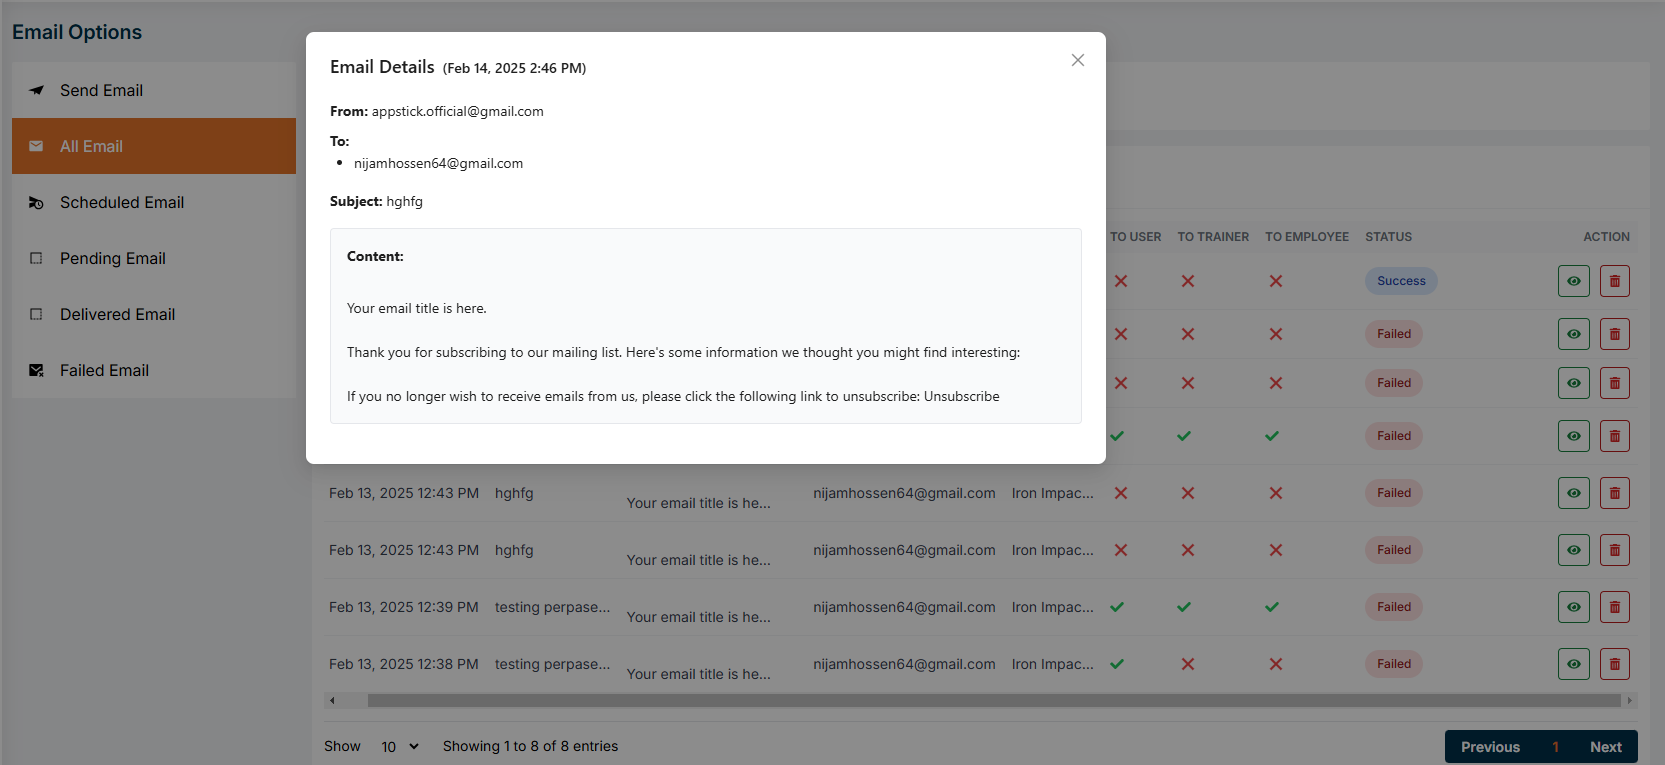 Email Options
Send Email
All Email
Scheduled Email
Pending Email
Delivered Email
Failed Email
Email Details (Feb 14, 2025 2:46 PM)
From: appstick.official@gmail.com
To:
• nijamhossen64@gmail.com
Subject: hghfg
Content:
Your email title is here.
Thank you for subscribing to our mailing list. Here's some information we thought you might find interesting:
If you no longer wish to receive emails from us, please click the following link to unsubscribe: Unsubscribe
TO USER TO TRAINER TO EMPLOYEE STATUS ACTION
Success
Failed
Failed
Failed
Feb 13, 2025 12:43 PM hghfg Your email title is he... nijamhossen64@gmail.com Iron Impac... Failed
Feb 13, 2025 12:43 PM hghfg Your email title is he... nijamhossen64@gmail.com Iron Impac... Failed
Feb 13, 2025 12:39 PM testing perpase... Your email title is he... nijamhossen64@gmail.com Iron Impac... Failed
Feb 13, 2025 12:38 PM testing perpase... Your email title is he... nijamhossen64@gmail.com Iron Impac... Failed
Show 10 Showing 1 to 8 of 8 entries
Previous 1 Next